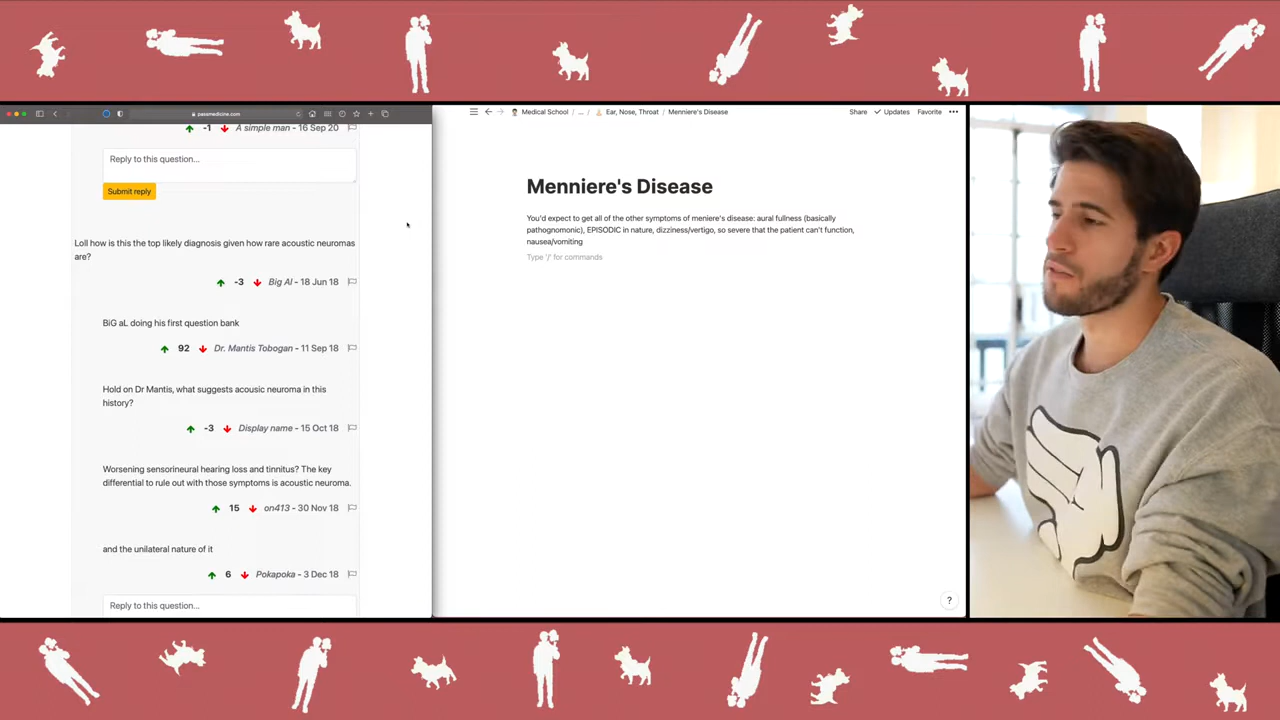 passmedicine.com
-1 A simple man - 16 Sep 20
Reply to this question...
Submit reply
Loll how is this the top likely diagnosis given how rare acoustic neuromas
are?
-3 Big Al - 18 Jun 18
BiG aL doing his first question bank
92 Dr. Mantis Tobogan - 11 Sep 18
Hold on Dr Mantis, what suggests acousic neuroma in this
history?
-3 Display name - 15 Oct 18
Worsening sensorineural hearing loss and tinnitus? The key
differential to rule out with those symptoms is acoustic neuroma.
15 on413 - 30 Nov 18
and the unilateral nature of it
6 Pokapoka - 3 Dec 18
Reply to this question...
Medical School / ... / Ear, Nose, Throat / Menniere's Disease
Share Updates Favorite
Menniere's Disease
You'd expect to get all of the other symptoms of meniere's disease: aural fullness (basically
pathognomonic), EPISODIC in nature, dizziness/vertigo, so severe that the patient can't function,
nausea/vomiting
Type '/' for commands
?